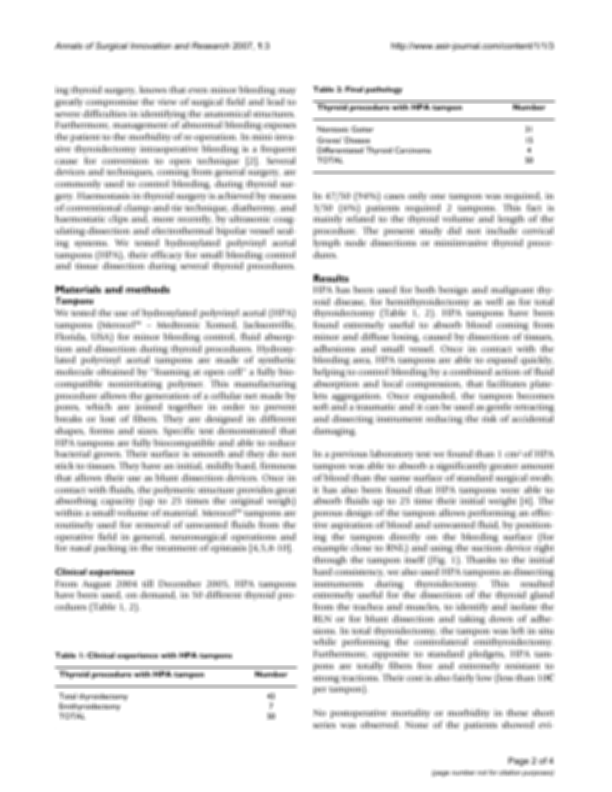 Annals of Surgical Innovation and Research 2007, 1:3
http://www.asir-journal.com/content/1/1/3
ing thyroid surgery, knows that even minor bleeding may
greatly compromise the view of surgical field and lead to
severe difficulties in identifying the anatomical structures.
Furthermore, management of abnormal bleeding exposes
the patient to the morbidity of re-operation. In mini-inva-
sive thyroidectomy intraoperative bleeding is a frequent
cause for conversion to open technique [2]. Several
devices and techniques, coming from general surgery, are
commonly used to control bleeding, during thyroid sur-
gery. Haemostasis in thyroid surgery is achieved by means
of conventional clamp-and-tie technique, diathermy, and
haemostatic clips and, more recently, by ultrasonic coag-
ulating-dissection and electrothermal bipolar vessel seal-
ing systems. We tested hydroxylated polyvinyl acetal
tampons (HPA), their efficacy for small bleeding control
and tissue dissection during several thyroid procedures.
Materials and methods
Tampons
We tested the use of hydroxylated polyvinyl acetal (HPA)
tampons (Merocel™ – Medtronic Xomed, Jacksonville,
Florida, USA) for minor bleeding control, fluid absorp-
tion and dissection during thyroid procedures. Hydroxy-
lated polyvinyl acetal tampons are made of synthetic
molecule obtained by "foaming at open cell" a fully bio-
compatible nonirritating polymer. This manufacturing
procedure allows the generation of a cellular net made by
pores, which are joined together in order to prevent
breaks or lost of fibers. They are designed in different
shapes, forms and sizes. Specific test demonstrated that
HPA tampons are fully biocompatible and able to reduce
bacterial grown. Their surface is smooth and they do not
stick to tissues. They have an initial, mildly hard, firmness
that allows their use as blunt dissection devices. Once in
contact with fluids, the polymeric structure provides great
absorbing capacity (up to 25 times the original weigh)
within a small volume of material. Merocel™ tampons are
routinely used for removal of unwanted fluids from the
operative field in general, neurosurgical operations and
for nasal packing in the treatment of epistaxis [4,5,8-10].
Clinical experience
From August 2004 till December 2005, HPA tampons
have been used, on demand, in 50 different thyroid pro-
cedures (Table 1, 2).
Table 1: Clinical experience with HPA tampons
Thyroid procedure with HPA tampon Number
Total thyroidectomy 43
Emithyroidectomy 7
TOTAL 50
Table 2: Final pathology
Thyroid procedure with HPA tampon Number
Nontoxic Goiter 31
Graves' Disease 15
Differentiated Thyroid Carcinoma 4
TOTAL 50
In 47/50 (94%) cases only one tampon was required, in
3/50 (6%) patients required 2 tampons. This fact is
mainly related to the thyroid volume and length of the
procedure. The present study did not include cervical
lymph node dissections or miniinvasive thyroid proce-
dures.
Results
HPA has been used for both benign and malignant thy-
roid disease, for hemithyroidectomy as well as for total
thyroidectomy (Table 1, 2). HPA tampons have been
found extremely useful to absorb blood coming from
minor and diffuse losing, caused by dissection of tissues,
adhesions and small vessel. Once in contact with the
bleeding area, HPA tampons are able to expand quickly,
helping to control bleeding by a combined action of fluid
absorption and local compression, that facilitates plate-
lets aggregation. Once expanded, the tampon becomes
soft and a traumatic and it can be used as gentle retracting
and dissecting instrument reducing the risk of accidental
damaging.
In a previous laboratory test we found than 1 cm³ of HPA
tampon was able to absorb a significantly greater amount
of blood than the same surface of standard surgical swab;
it has also been found that HPA tampons were able to
absorb fluids up to 25 time their initial weight [4]. The
porous design of the tampon allows performing an effec-
tive aspiration of blood and unwanted fluid, by position-
ing the tampon directly on the bleeding surface (for
example close to RNL) and using the suction device right
through the tampon itself (Fig. 1). Thanks to the initial
hard consistency, we also used HPA tampons as dissecting
instruments during thyroidectomy. This resulted
extremely useful for the dissection of the thyroid gland
from the trachea and muscles, to identify and isolate the
RLN or for blunt dissection and taking down of adhe-
sions. In total thyroidectomy, the tampon was left in situ
while performing the controlateral emithyroidectomy.
Furthermore, opposite to standard pledgets, HPA tam-
pons are totally fibers free and extremely resistant to
strong tractions. Their cost is also fairly low (less than 10€
per tampon).
No postoperative mortality or morbidity in these short
series was observed. None of the patients showed evi-
Page 2 of 4
(page number not for citation purposes)